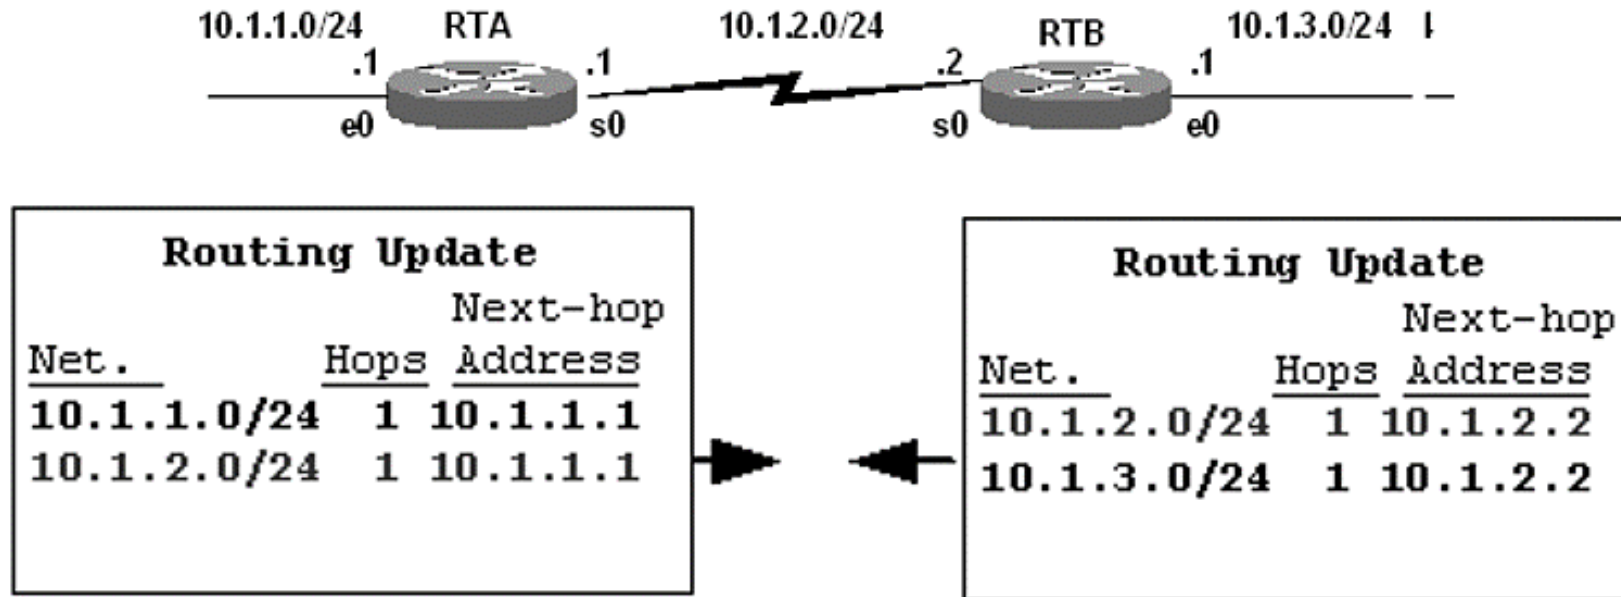 10.1.1.0/24 RTA 10.1.2.0/24 RTB 10.1.3.0/24
.1 .1 .2 .1
e0 s0 s0 e0
Routing Update
Next-hop
Net. Hops Address
10.1.1.0/24 1 10.1.1.1
10.1.2.0/24 1 10.1.1.1
Routing Update
Next-hop
Net. Hops Address
10.1.2.0/24 1 10.1.2.2
10.1.3.0/24 1 10.1.2.2